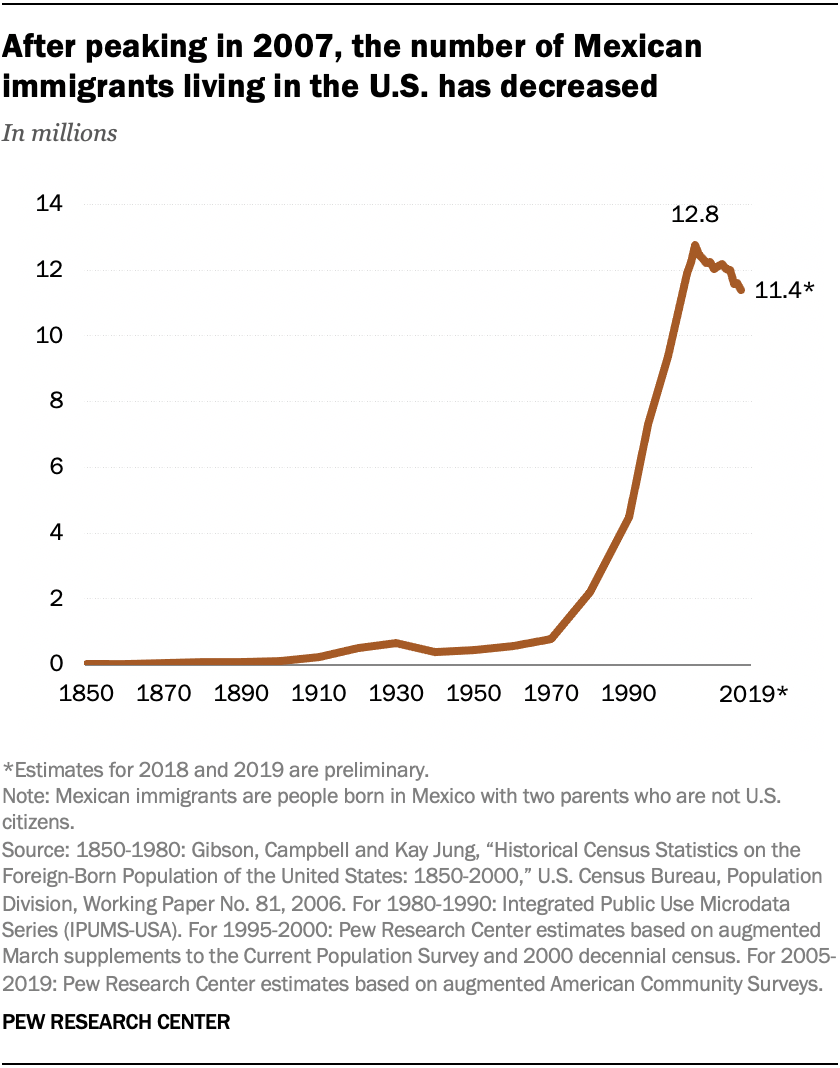 After peaking in 2007, the number of Mexican
immigrants living in the U.S. has decreased
In millions
14
12.8
12
11.4*
10
8
6
4
2
0
1850 1870 1890 1910 1930 1950 1970 1990 2019*
*Estimates for 2018 and 2019 are preliminary.
Note: Mexican immigrants are people born in Mexico with two parents who are not U.S.
citizens.
Source: 1850-1980: Gibson, Campbell and Kay Jung, “Historical Census Statistics on the
Foreign-Born Population of the United States: 1850-2000,” U.S. Census Bureau, Population
Division, Working Paper No. 81, 2006. For 1980-1990: Integrated Public Use Microdata
Series (IPUMS-USA). For 1995-2000: Pew Research Center estimates based on augmented
March supplements to the Current Population Survey and 2000 decennial census. For 2005-
2019: Pew Research Center estimates based on augmented American Community Surveys.
PEW RESEARCH CENTER